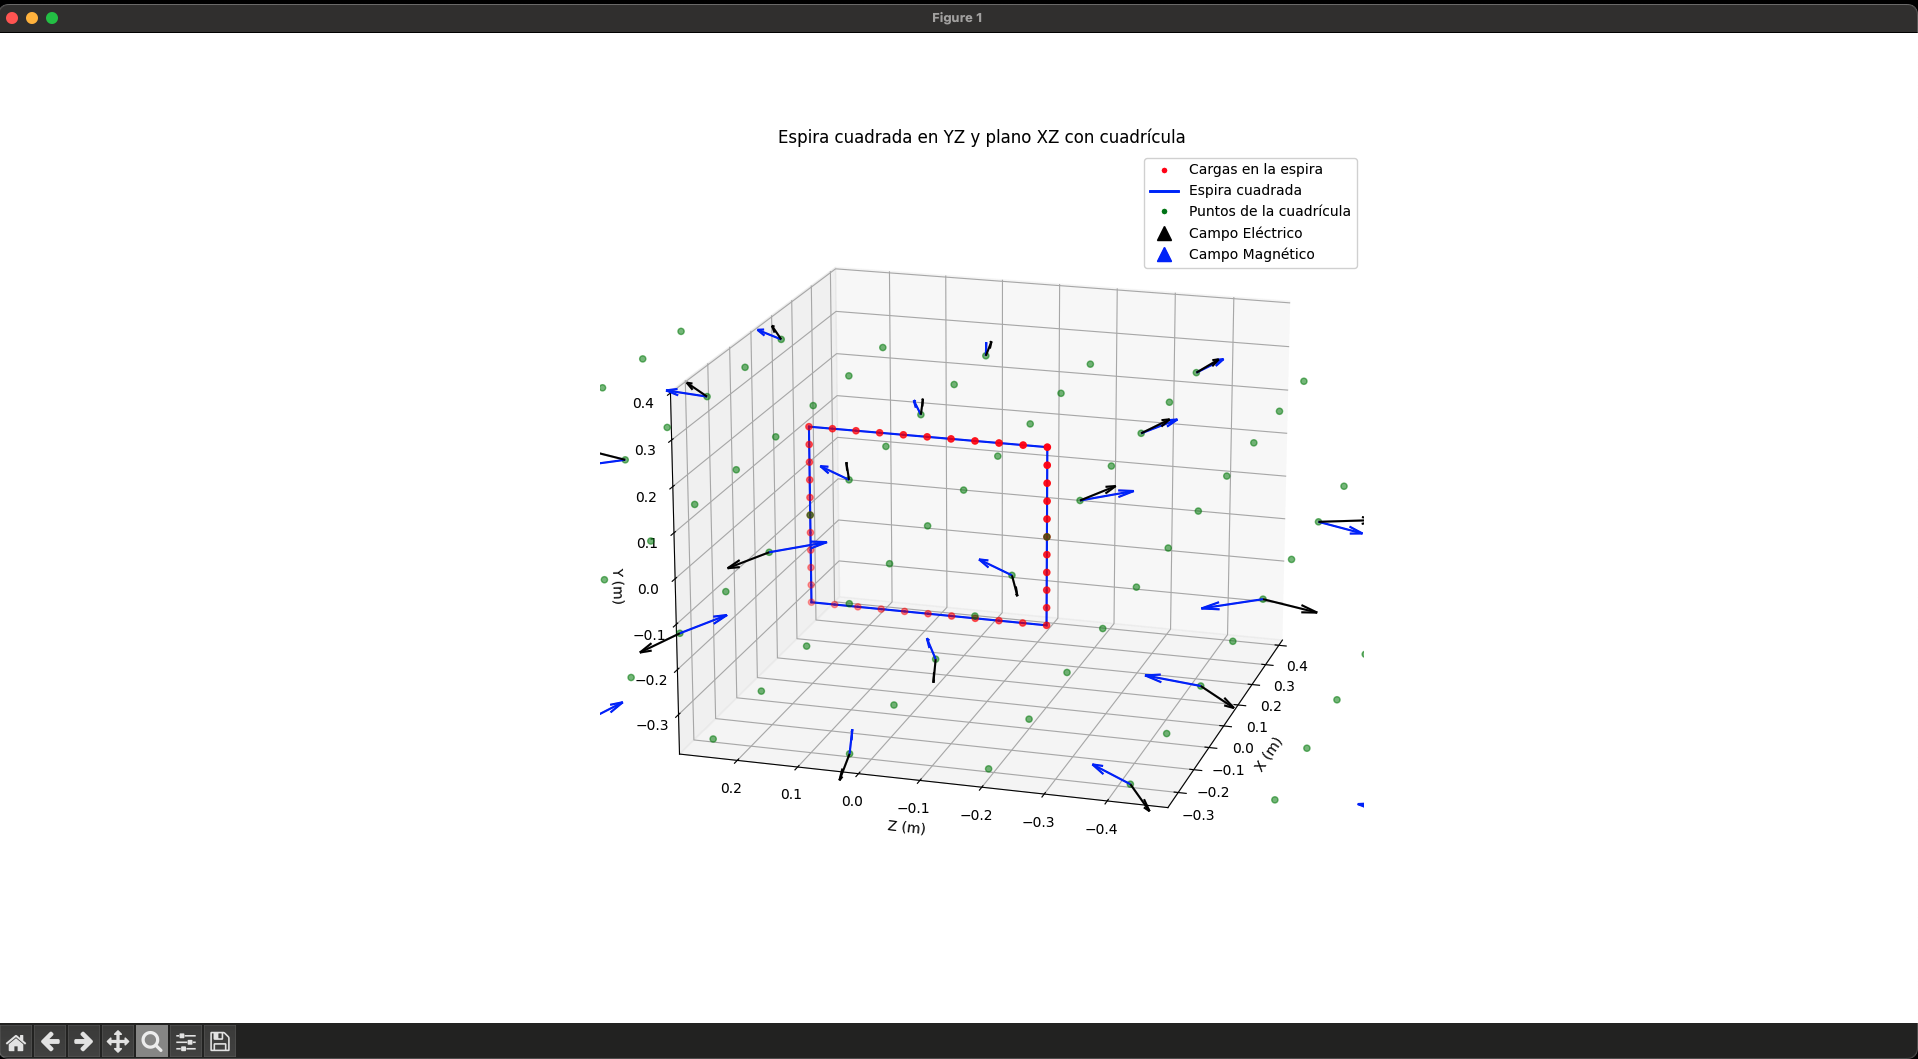 Figure 1
Espira cuadrada en YZ y plano XZ con cuadrícula
Cargas en la espira
Espira cuadrada
Puntos de la cuadrícula
Campo Eléctrico
Campo Magnético
0.4
0.3
0.2
0.1
0.0
−0.1
−0.2
−0.3
Y (m)
0.2
0.1
0.0
−0.1
−0.2
−0.3
−0.4
Z (m)
0.4
0.3
0.2
0.1
0.0
−0.1
−0.2
−0.3
X (m)